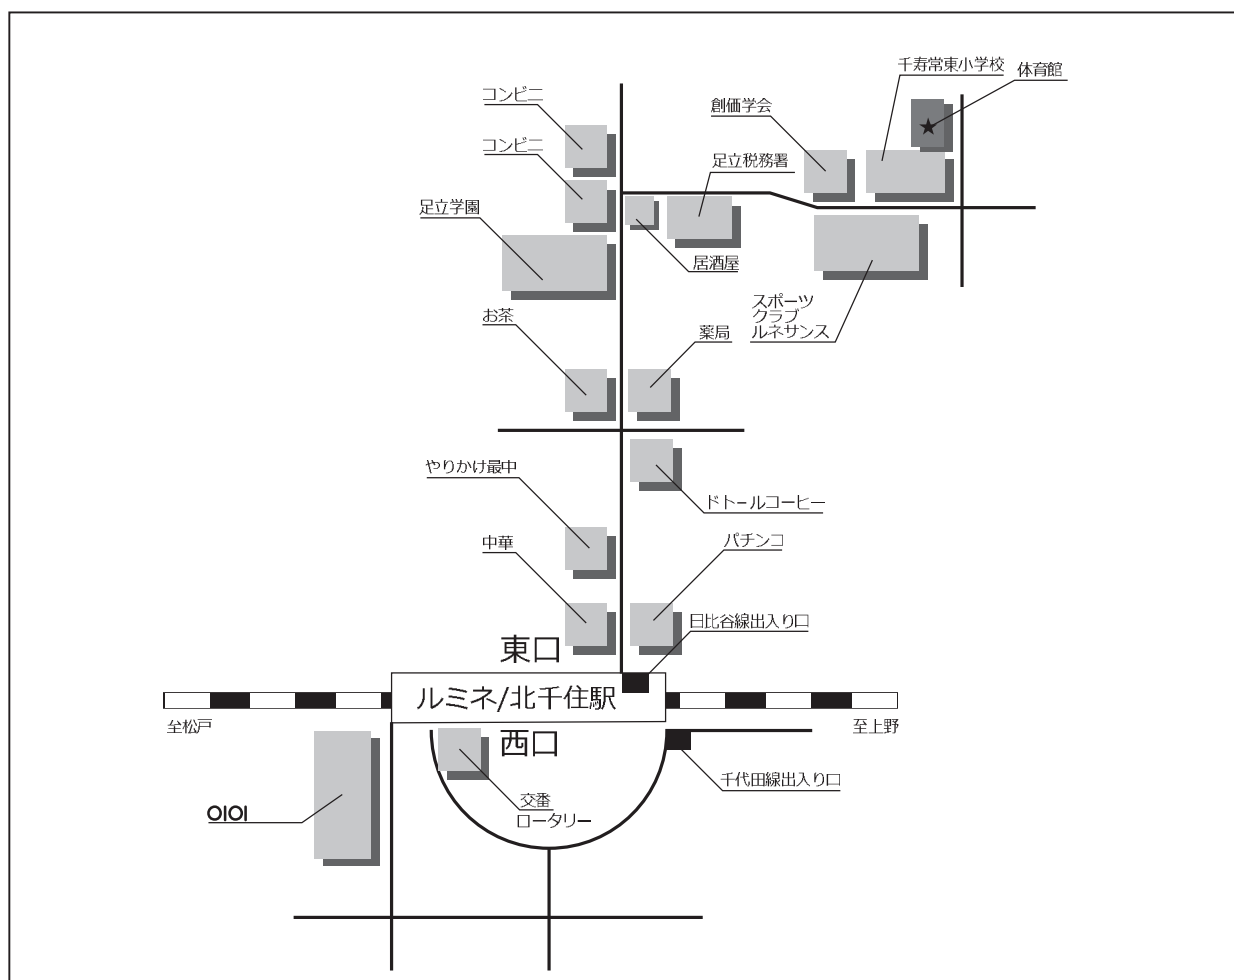 千寿常東小学校
体育館
コンビニ
創価学会
コンビニ
足立税務署
足立学園
居酒屋
スポーツ
クラブ
ルネサンス
お茶
薬局
やりかけ最中
ドトールコーヒー
中華
パチンコ
日比谷線出入り口
東口
ルミネ/北千住駅
至松戸
至上野
西口
千代田線出入り口
交番
ロータリー
OIOI